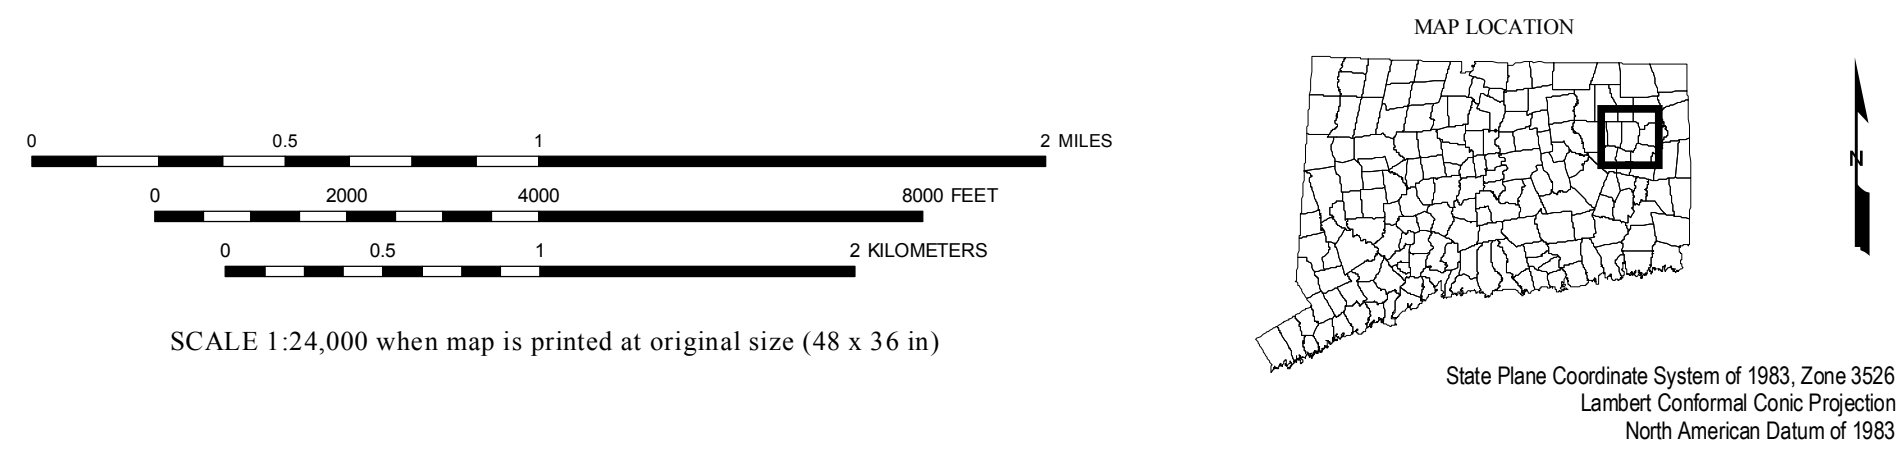 0 0.5 1 2 MILES
0 2000 4000 8000 FEET
0 0.5 1 2 KILOMETERS
SCALE 1:24,000 when map is printed at original size (48 x 36 in)
MAP LOCATION
N
State Plane Coordinate System of 1983, Zone 3526
Lambert Conformal Conic Projection
North American Datum of 1983